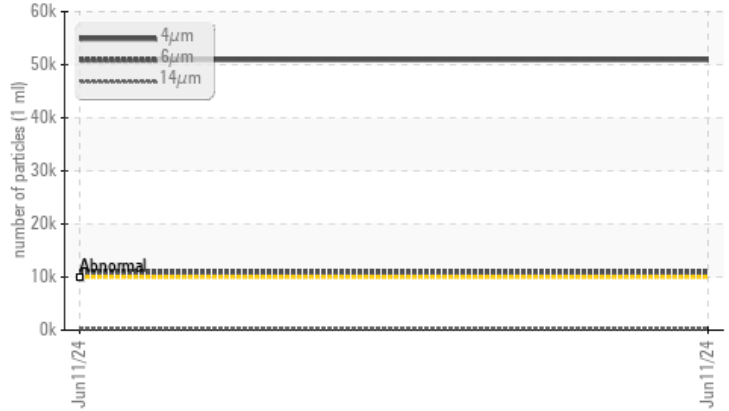 60k
50k
40k
30k
20k
10k
0k
number of particles (1 ml)
4μm
6μm
14μm
Abnormal
Jun11/24
Jun11/24